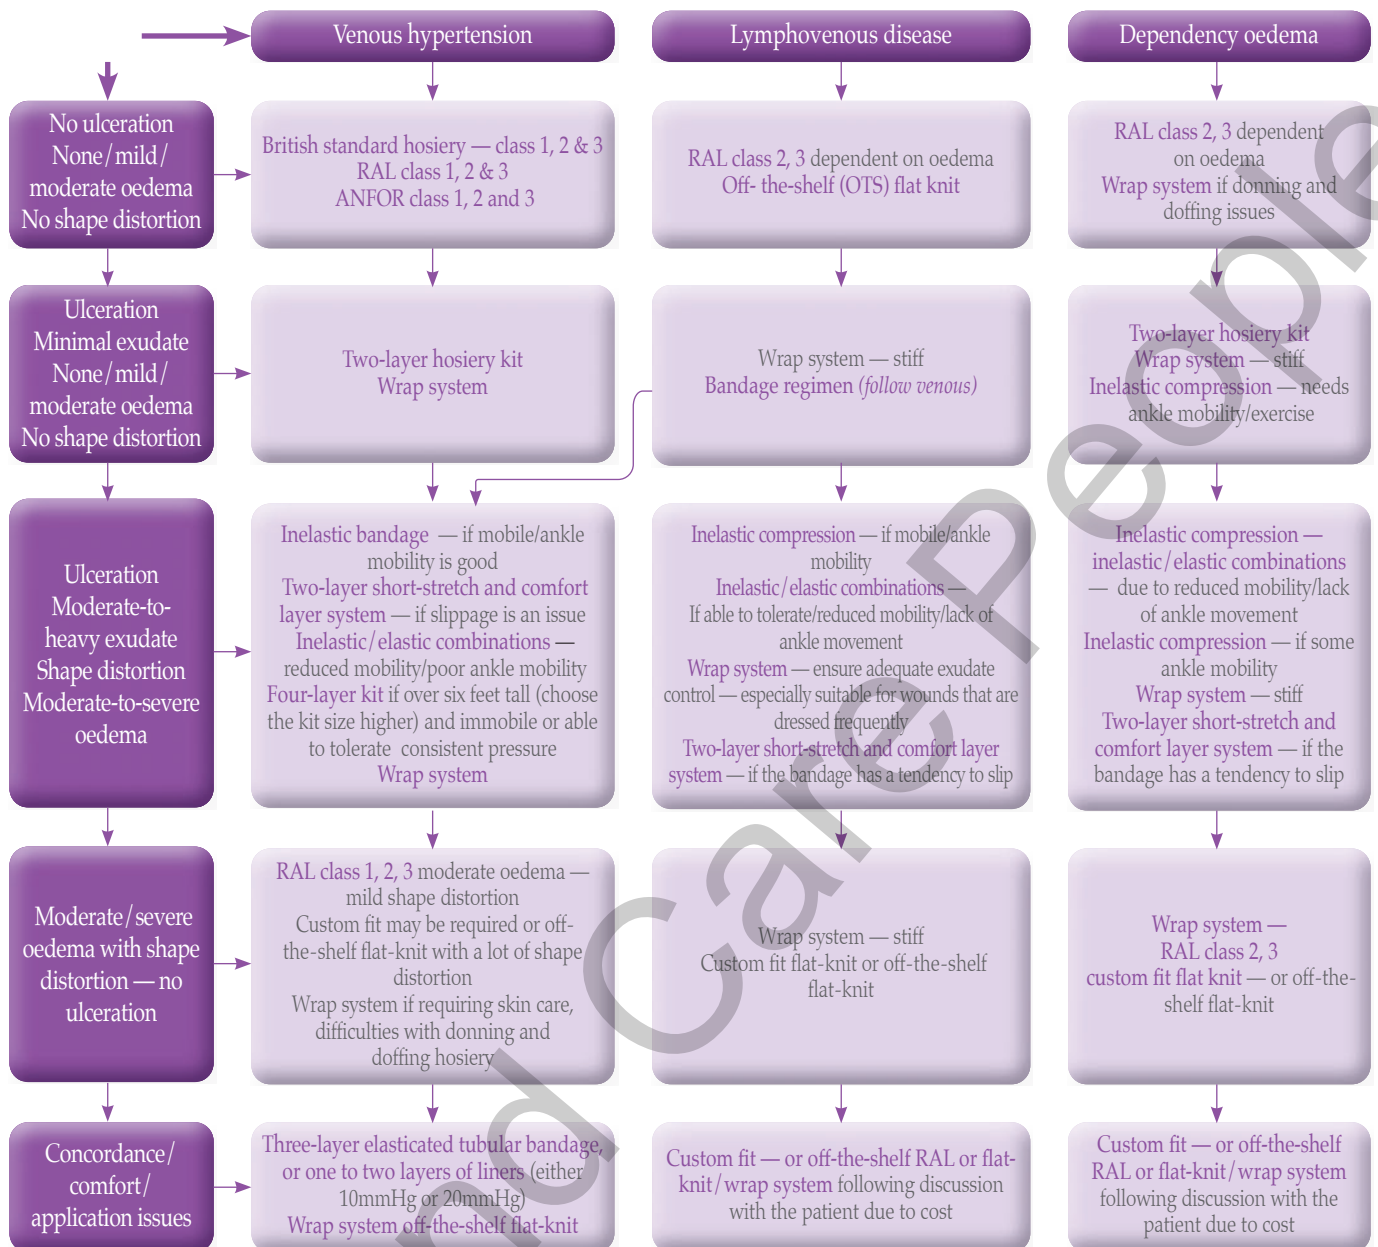 Venous hypertension
Lymphovenous disease
Dependency oedema
No ulceration
None/mild/
moderate oedema
No shape distortion
British standard hosiery — class 1, 2 & 3
RAL class 1, 2 & 3
ANFOR class 1, 2 and 3
RAL class 2, 3 dependent on oedema
Off- the-shelf (OTS) flat knit
RAL class 2, 3 dependent
on oedema
Wrap system if donning and
doffing issues
Ulceration
Minimal exudate
None/mild/
moderate oedema
No shape distortion
Two-layer hosiery kit
Wrap system
Wrap system — stiff
Bandage regimen (follow venous)
Two-layer hosiery kit
Wrap system — stiff
Inelastic compression — needs
ankle mobility/exercise
Ulceration
Moderate-to-
heavy exudate
Shape distortion
Moderate-to-severe
oedema
Inelastic bandage — if mobile/ankle
mobility is good
Two-layer short-stretch and comfort
layer system — if slippage is an issue
Inelastic/elastic combinations —
reduced mobility/poor ankle mobility
Four-layer kit if over six feet tall (choose
the kit size higher) and immobile or able
to tolerate consistent pressure
Wrap system
Inelastic compression — if mobile/ankle
mobility
Inelastic/elastic combinations —
If able to tolerate/reduced mobility/lack of
ankle movement
Wrap system — ensure adequate exudate
control — especially suitable for wounds that are
dressed frequently
Two-layer short-stretch and comfort layer
system — if the bandage has a tendency to slip
Inelastic compression —
inelastic/elastic combinations
— due to reduced mobility/lack
of ankle movement
Inelastic compression — if some
ankle mobility
Wrap system — stiff
Two-layer short-stretch and
comfort layer system — if the
bandage has a tendency to slip
Moderate/severe
oedema with shape
distortion — no
ulceration
RAL class 1, 2, 3 moderate oedema —
mild shape distortion
Custom fit may be required or off-
the-shelf flat-knit with a lot of shape
distortion
Wrap system if requiring skin care,
difficulties with donning and
doffing hosiery
Wrap system — stiff
Custom fit flat-knit or off-the-shelf
flat-knit
Wrap system —
RAL class 2, 3
custom fit flat knit — or off-the-
shelf flat-knit
Concordance/
comfort/
application issues
Three-layer elasticated tubular bandage,
or one to two layers of liners (either
10mmHg or 20mmHg)
Wrap system off-the-shelf flat-knit
Custom fit — or off-the-shelf RAL or flat-
knit/wrap system following discussion
with the patient due to cost
Custom fit — or off-the-shelf
RAL or flat-knit/wrap system
following discussion with the
patient due to cost
nd Care People